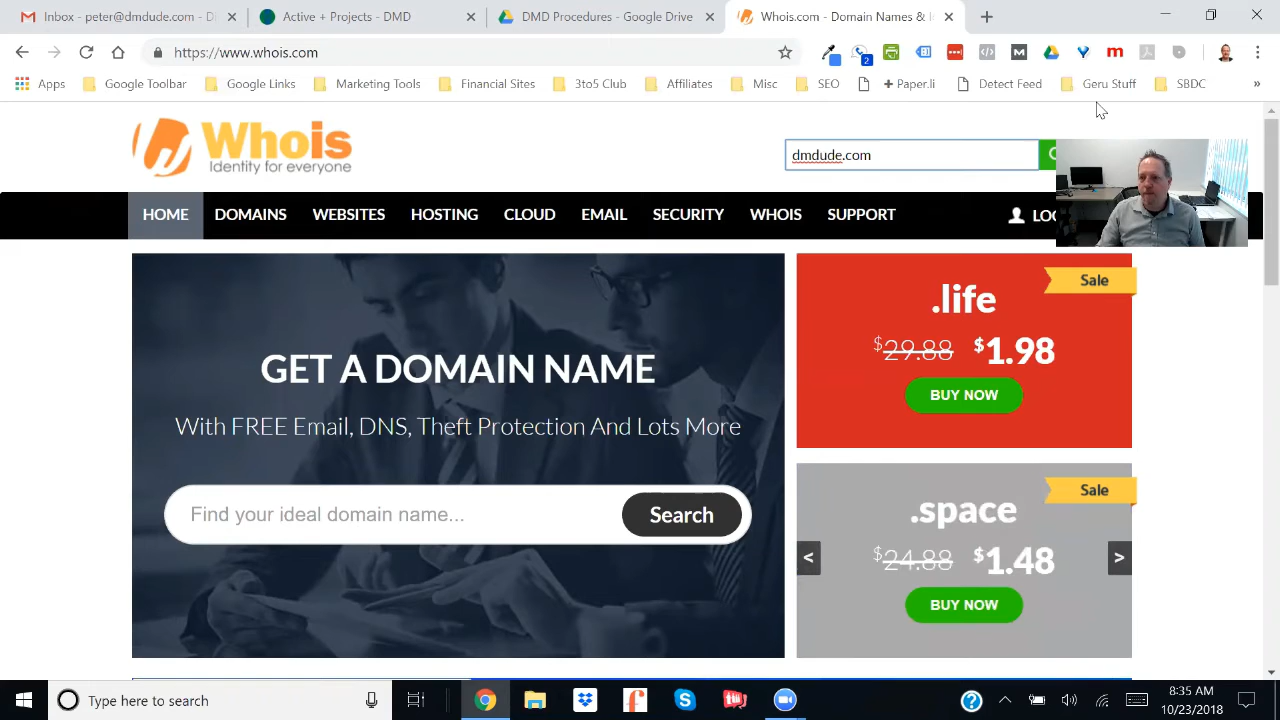 Inbox - peter@dmdude.com - Di
Active + Projects - DMD
DMD Procedures - Google Drive
Whois.com - Domain Names & I
https://www.whois.com
2
Apps
Google Toolbar
Google Links
Marketing Tools
Financial Sites
3to5 Club
Affiliates
Misc
SEO
+ Paper.li
Detect Feed
Geru Stuff
SBDC
»
Whois
Identity for everyone
dmdude.com
HOME
DOMAINS
WEBSITES
HOSTING
CLOUD
EMAIL
SECURITY
WHOIS
SUPPORT
LOG
GET A DOMAIN NAME
With FREE Email, DNS, Theft Protection And Lots More
Find your ideal domain name...
Search
Sale
.life
$29.88 $1.98
BUY NOW
Sale
.space
$24.88 $1.48
<
>
BUY NOW
Type here to search
8:35 AM
10/23/2018